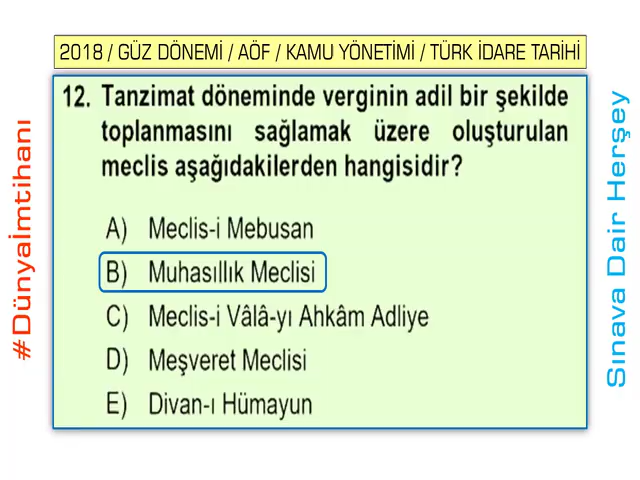 2018 / GÜZ DÖNEMİ / AÖF / KAMU YÖNETİMİ / TÜRK İDARE TARİHİ
12. Tanzimat döneminde verginin adil bir şekilde
toplanmasını sağlamak üzere oluşturulan
meclis aşağıdakilerden hangisidir?
A) Meclis-i Mebusan
B) Muhasıllık Meclisi
C) Meclis-i Vâlâ-yı Ahkâm Adliye
D) Meşveret Meclisi
E) Divan-ı Hümayun
#Dünyaİmtihanı
Sınava Dair Herşey